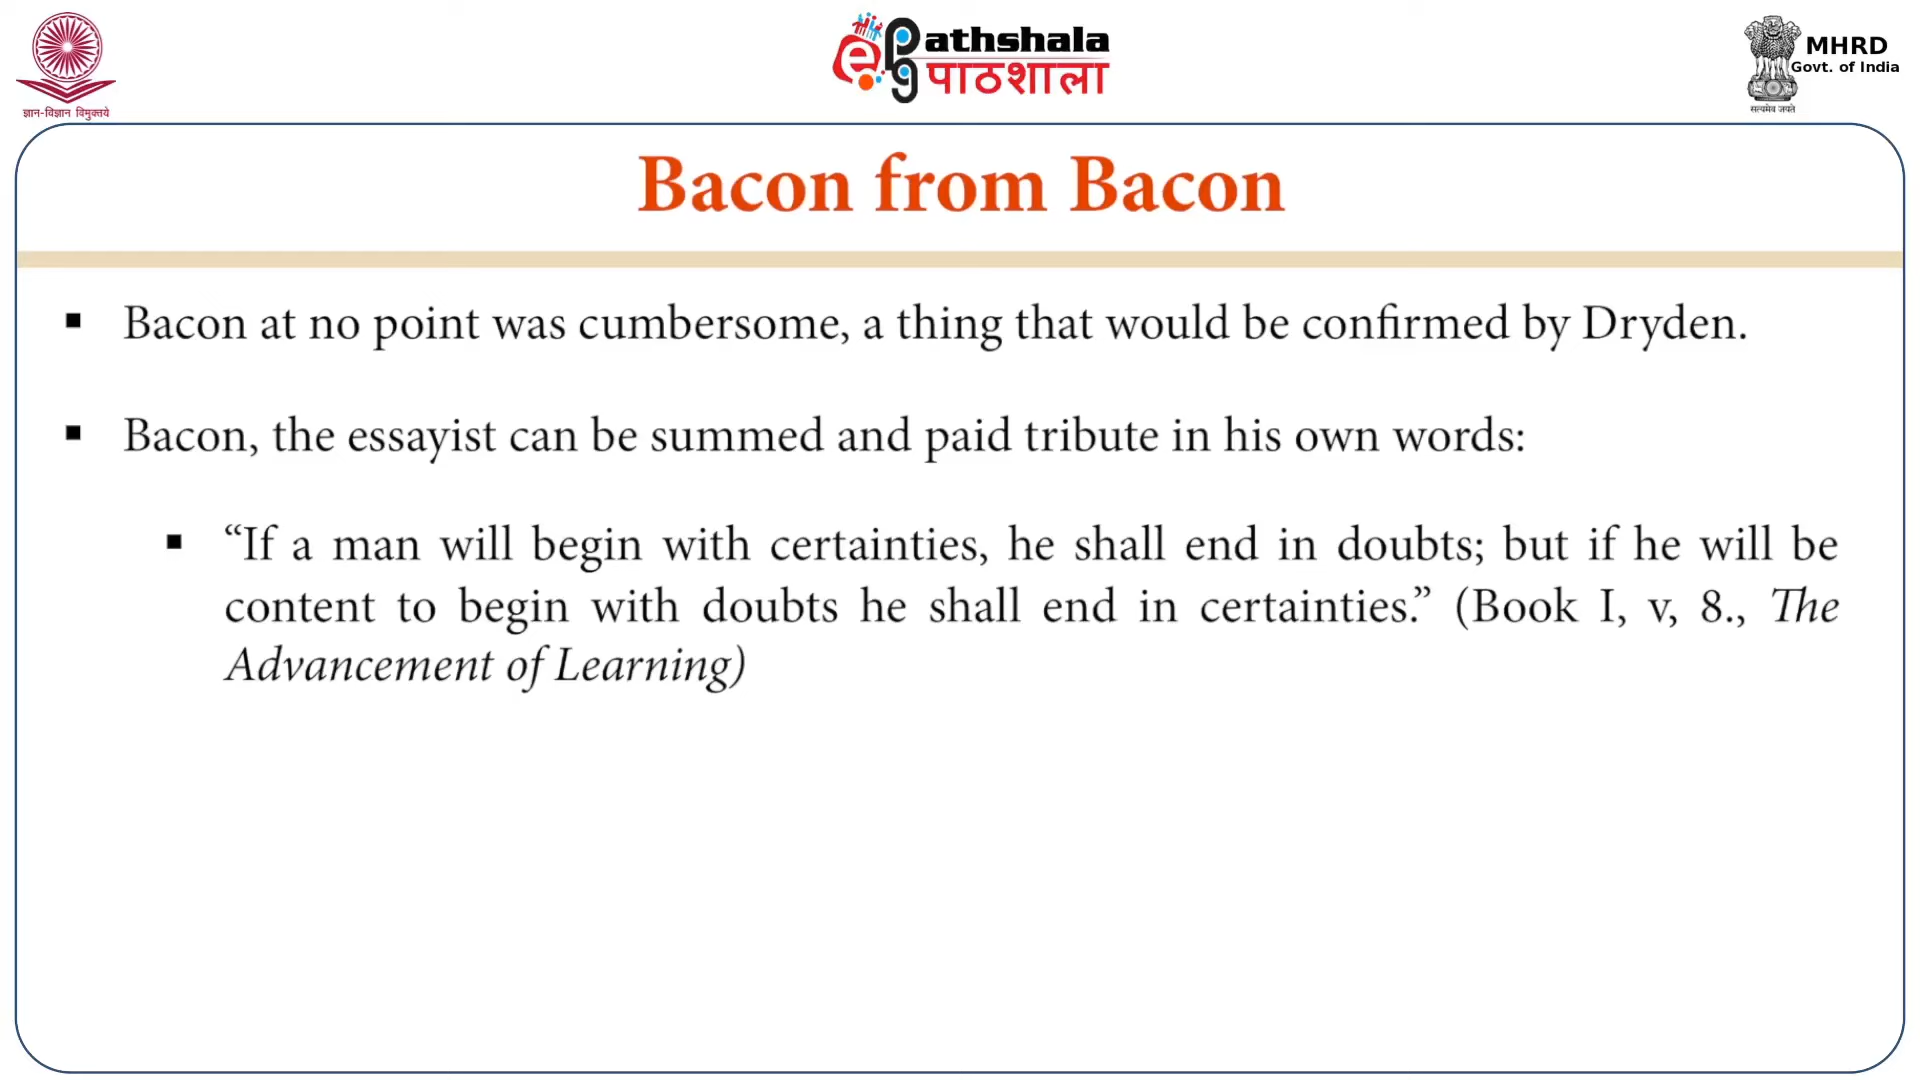 ज्ञान-विज्ञान विमुक्तये
ePathshala
पाठशाला
MHRD
Govt. of India
सत्यमेव जयते
Bacon from Bacon
▪ Bacon at no point was cumbersome, a thing that would be confirmed by Dryden.
▪ Bacon, the essayist can be summed and paid tribute in his own words:
▪ “If a man will begin with certainties, he shall end in doubts; but if he will be
content to begin with doubts he shall end in certainties.” (Book I, v, 8., The
Advancement of Learning)